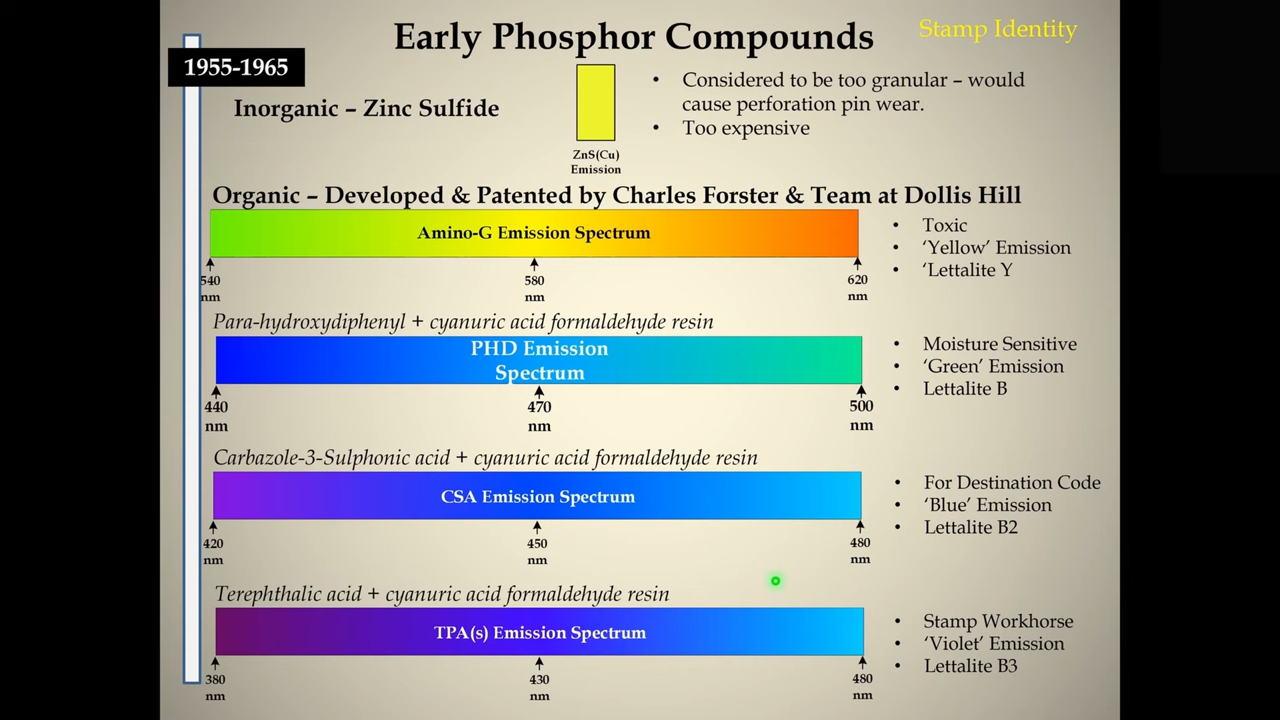 Early Phosphor Compounds
Stamp Identity
1955-1965
Inorganic – Zinc Sulfide
ZnS(Cu)
Emission
• Considered to be too granular – would
cause perforation pin wear.
• Too expensive
Organic – Developed & Patented by Charles Forster & Team at Dollis Hill
Amino-G Emission Spectrum
540
nm
580
nm
620
nm
• Toxic
• ‘Yellow’ Emission
• ‘Lettalite Y
Para-hydroxydiphenyl + cyanuric acid formaldehyde resin
PHD Emission
Spectrum
440
nm
470
nm
500
nm
• Moisture Sensitive
• ‘Green’ Emission
• Lettalite B
Carbazole-3-Sulphonic acid + cyanuric acid formaldehyde resin
CSA Emission Spectrum
420
nm
450
nm
480
nm
• For Destination Code
• ‘Blue’ Emission
• Lettalite B2
Terephthalic acid + cyanuric acid formaldehyde resin
TPA(s) Emission Spectrum
380
nm
430
nm
480
nm
• Stamp Workhorse
• ‘Violet’ Emission
• Lettalite B3